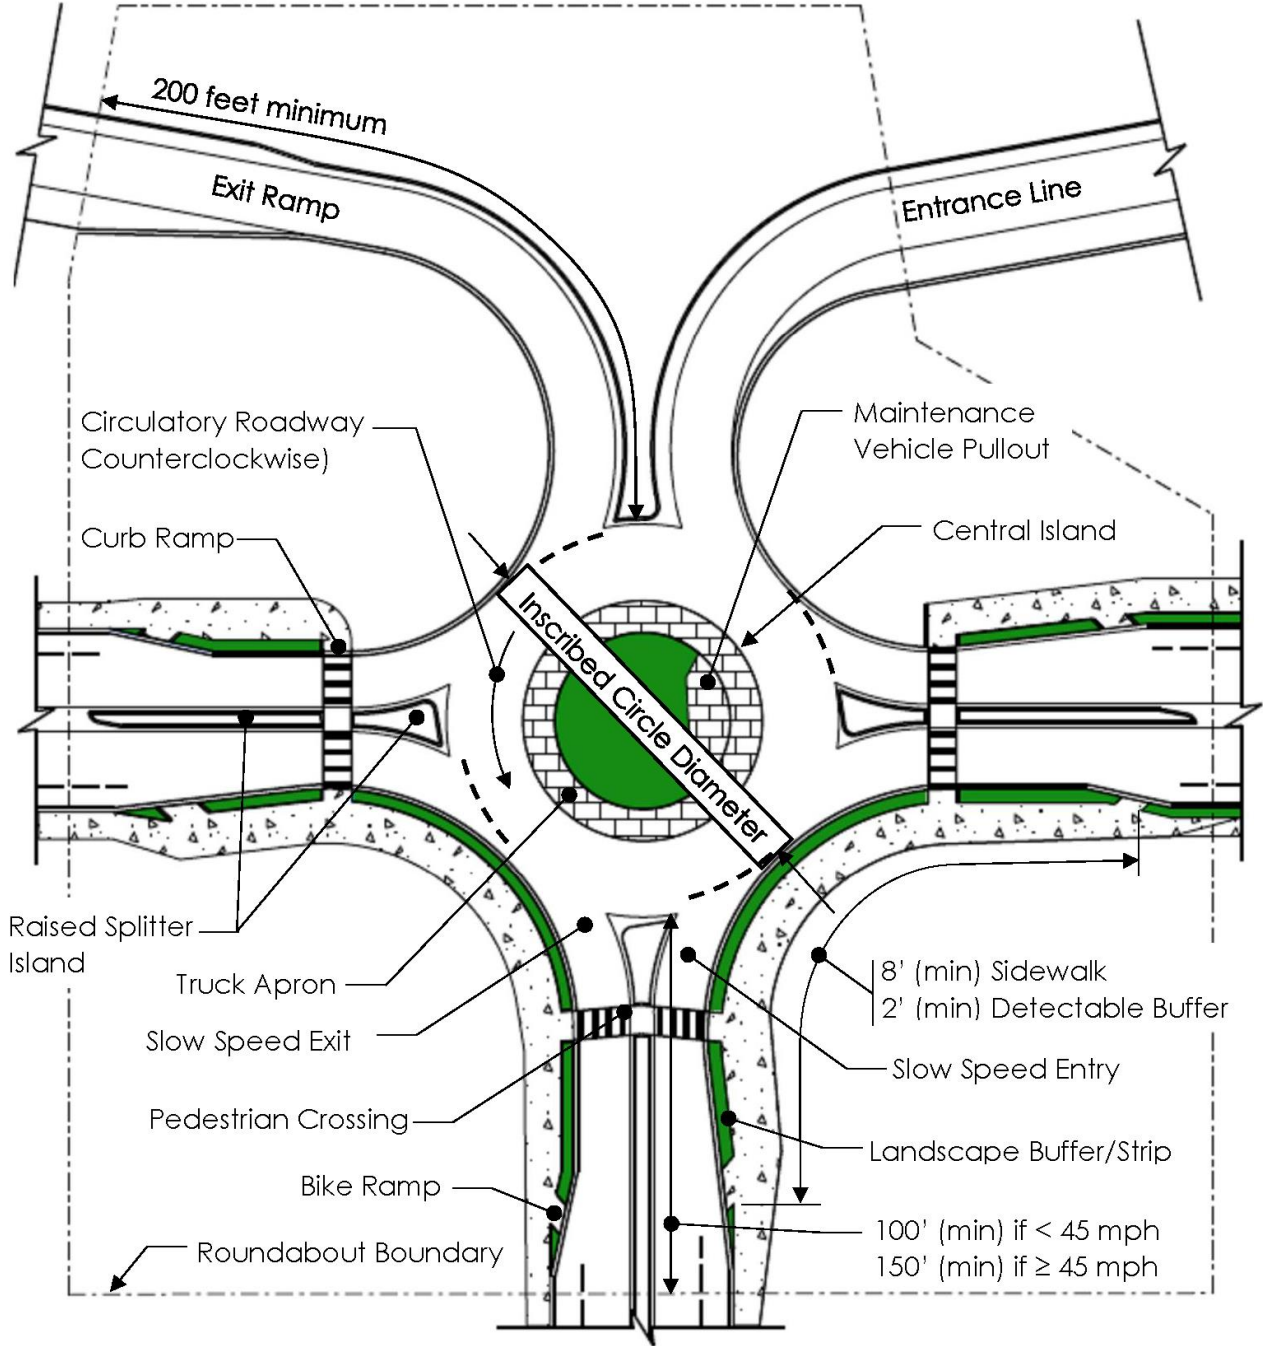 200 feet minimum
Exit Ramp
Entrance Line
Circulatory Roadway
Counterclockwise)
Maintenance
Vehicle Pullout
Curb Ramp
Central Island
Inscribed Circle Diameter
Raised Splitter
Island
Truck Apron
8' (min) Sidewalk
2' (min) Detectable Buffer
Slow Speed Exit
Slow Speed Entry
Pedestrian Crossing
Landscape Buffer/Strip
Bike Ramp
100' (min) if < 45 mph
150' (min) if ≥ 45 mph
Roundabout Boundary